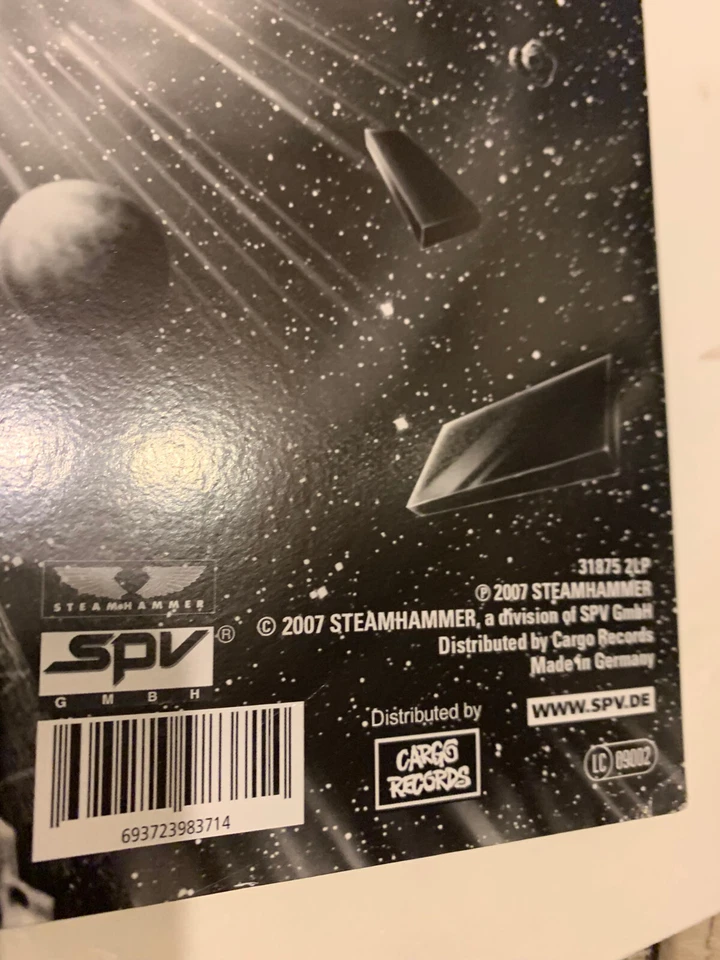 STEAMHAMMER
SPV®
GMBH
693723983714
31875 2LP
℗ 2007 STEAMHAMMER
© 2007 STEAMHAMMER, a division of SPV GmbH
Distributed by Cargo Records
Made in Germany
Distributed by
CARGO
RECORDS
WWW.SPV.DE
LC 09002